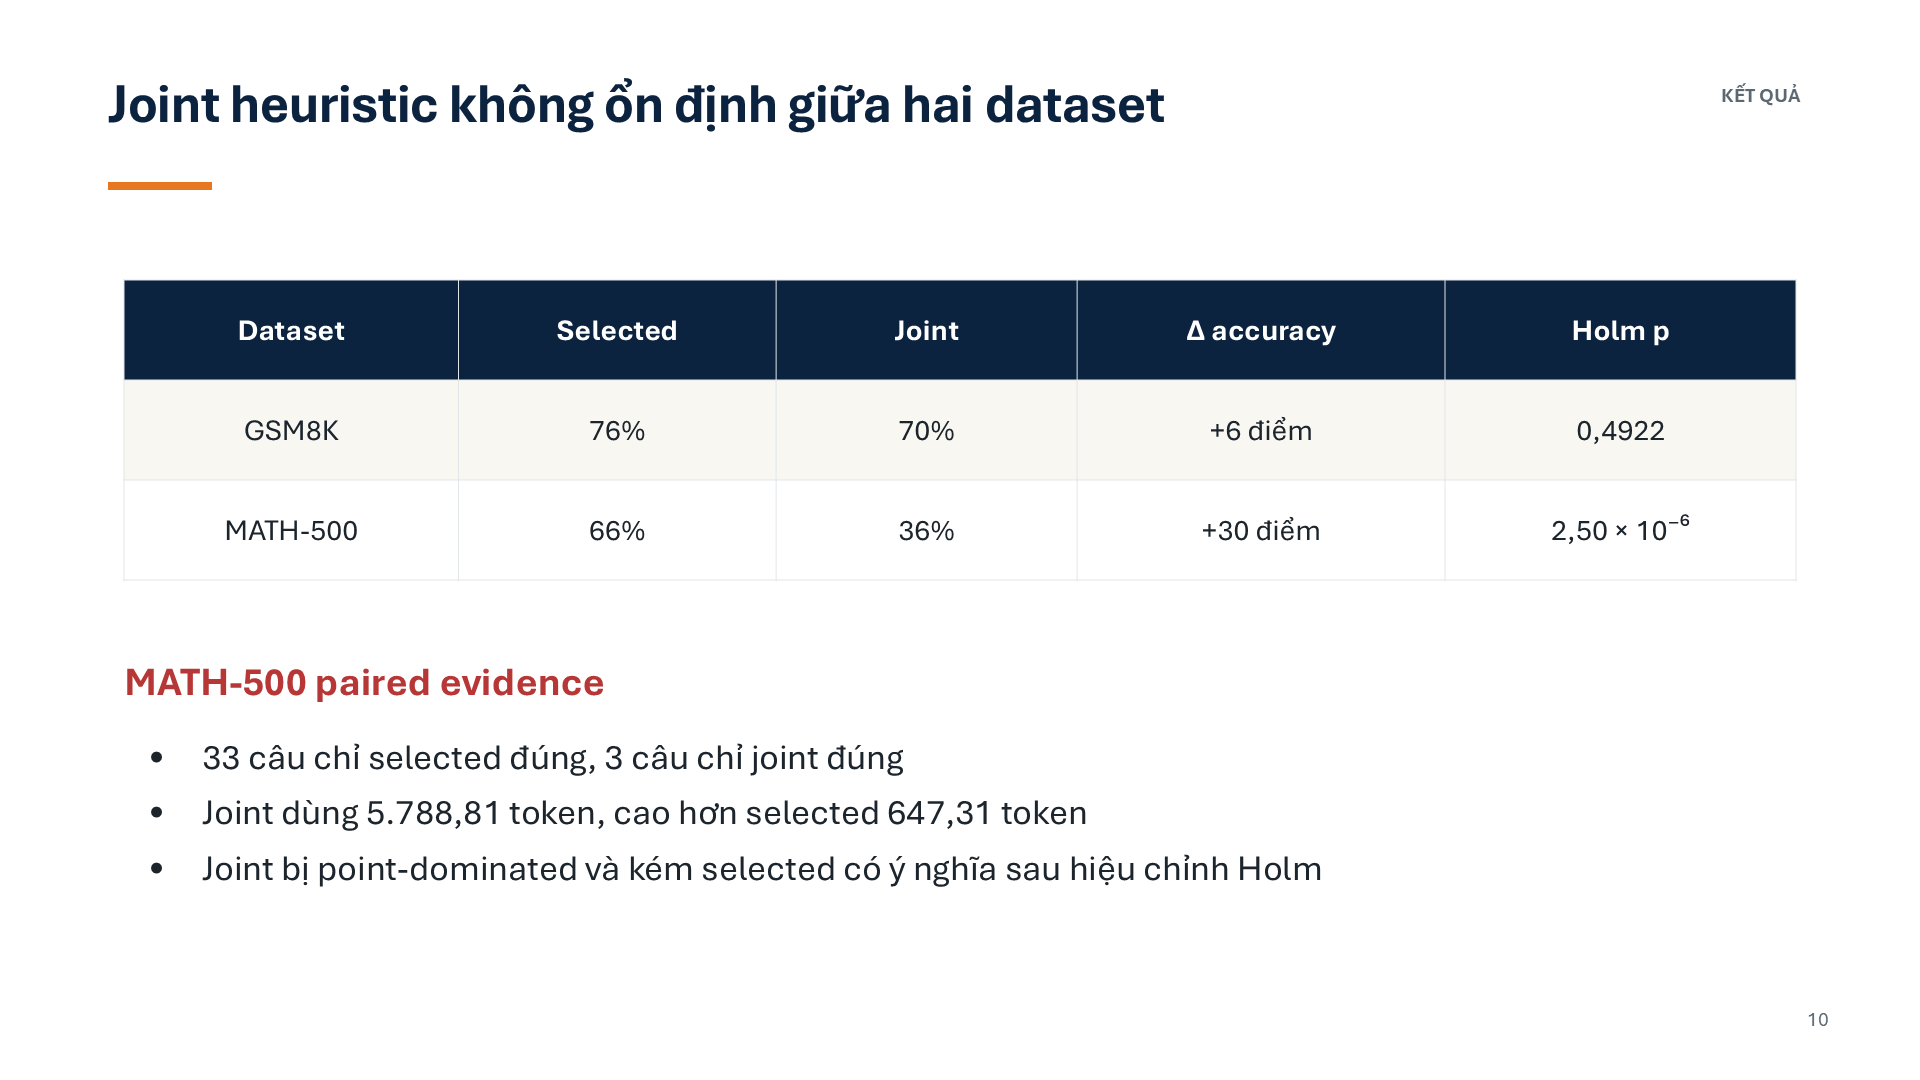 Joint heuristic không ổn định giữa hai dataset
KẾT QUẢ
Dataset Selected Joint Δ accuracy Holm p
GSM8K 76% 70% +6 điểm 0,4922
MATH-500 66% 36% +30 điểm 2,50 × 10⁻⁶
MATH-500 paired evidence
• 33 câu chỉ selected đúng, 3 câu chỉ joint đúng
• Joint dùng 5.788,81 token, cao hơn selected 647,31 token
• Joint bị point-dominated và kém selected có ý nghĩa sau hiệu chỉnh Holm
10